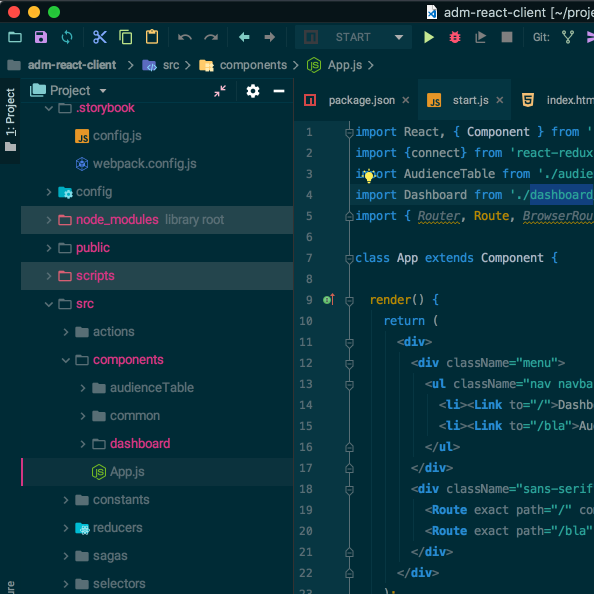 adm-react-client [~/proje
START
Git:
adm-react-client
src
components
App.js
1: Project
Project
package.json
start.js
index.htm
.storybook
config.js
webpack.config.js
config
node_modules library root
public
scripts
src
actions
components
audienceTable
common
dashboard
App.js
constants
reducers
sagas
selectors
1 import React, { Component } from '
2 import {connect} from 'react-redux
3 import AudienceTable from './audie
4 import Dashboard from './dashboard
5 import { Router, Route, BrowserRou
6
7 class App extends Component {
8
9 render() {
10 return (
11 <div>
12 <div className="menu">
13 <ul className="nav navba
14 <li><Link to="/">Dashb
15 <li><Link to="/bla">Au
16 </ul>
17 </div>
18 <div className="sans-serif
19 <Route exact path="/" co
20 <Route exact path="/bla"
21 </div>
22 </div>
23 );